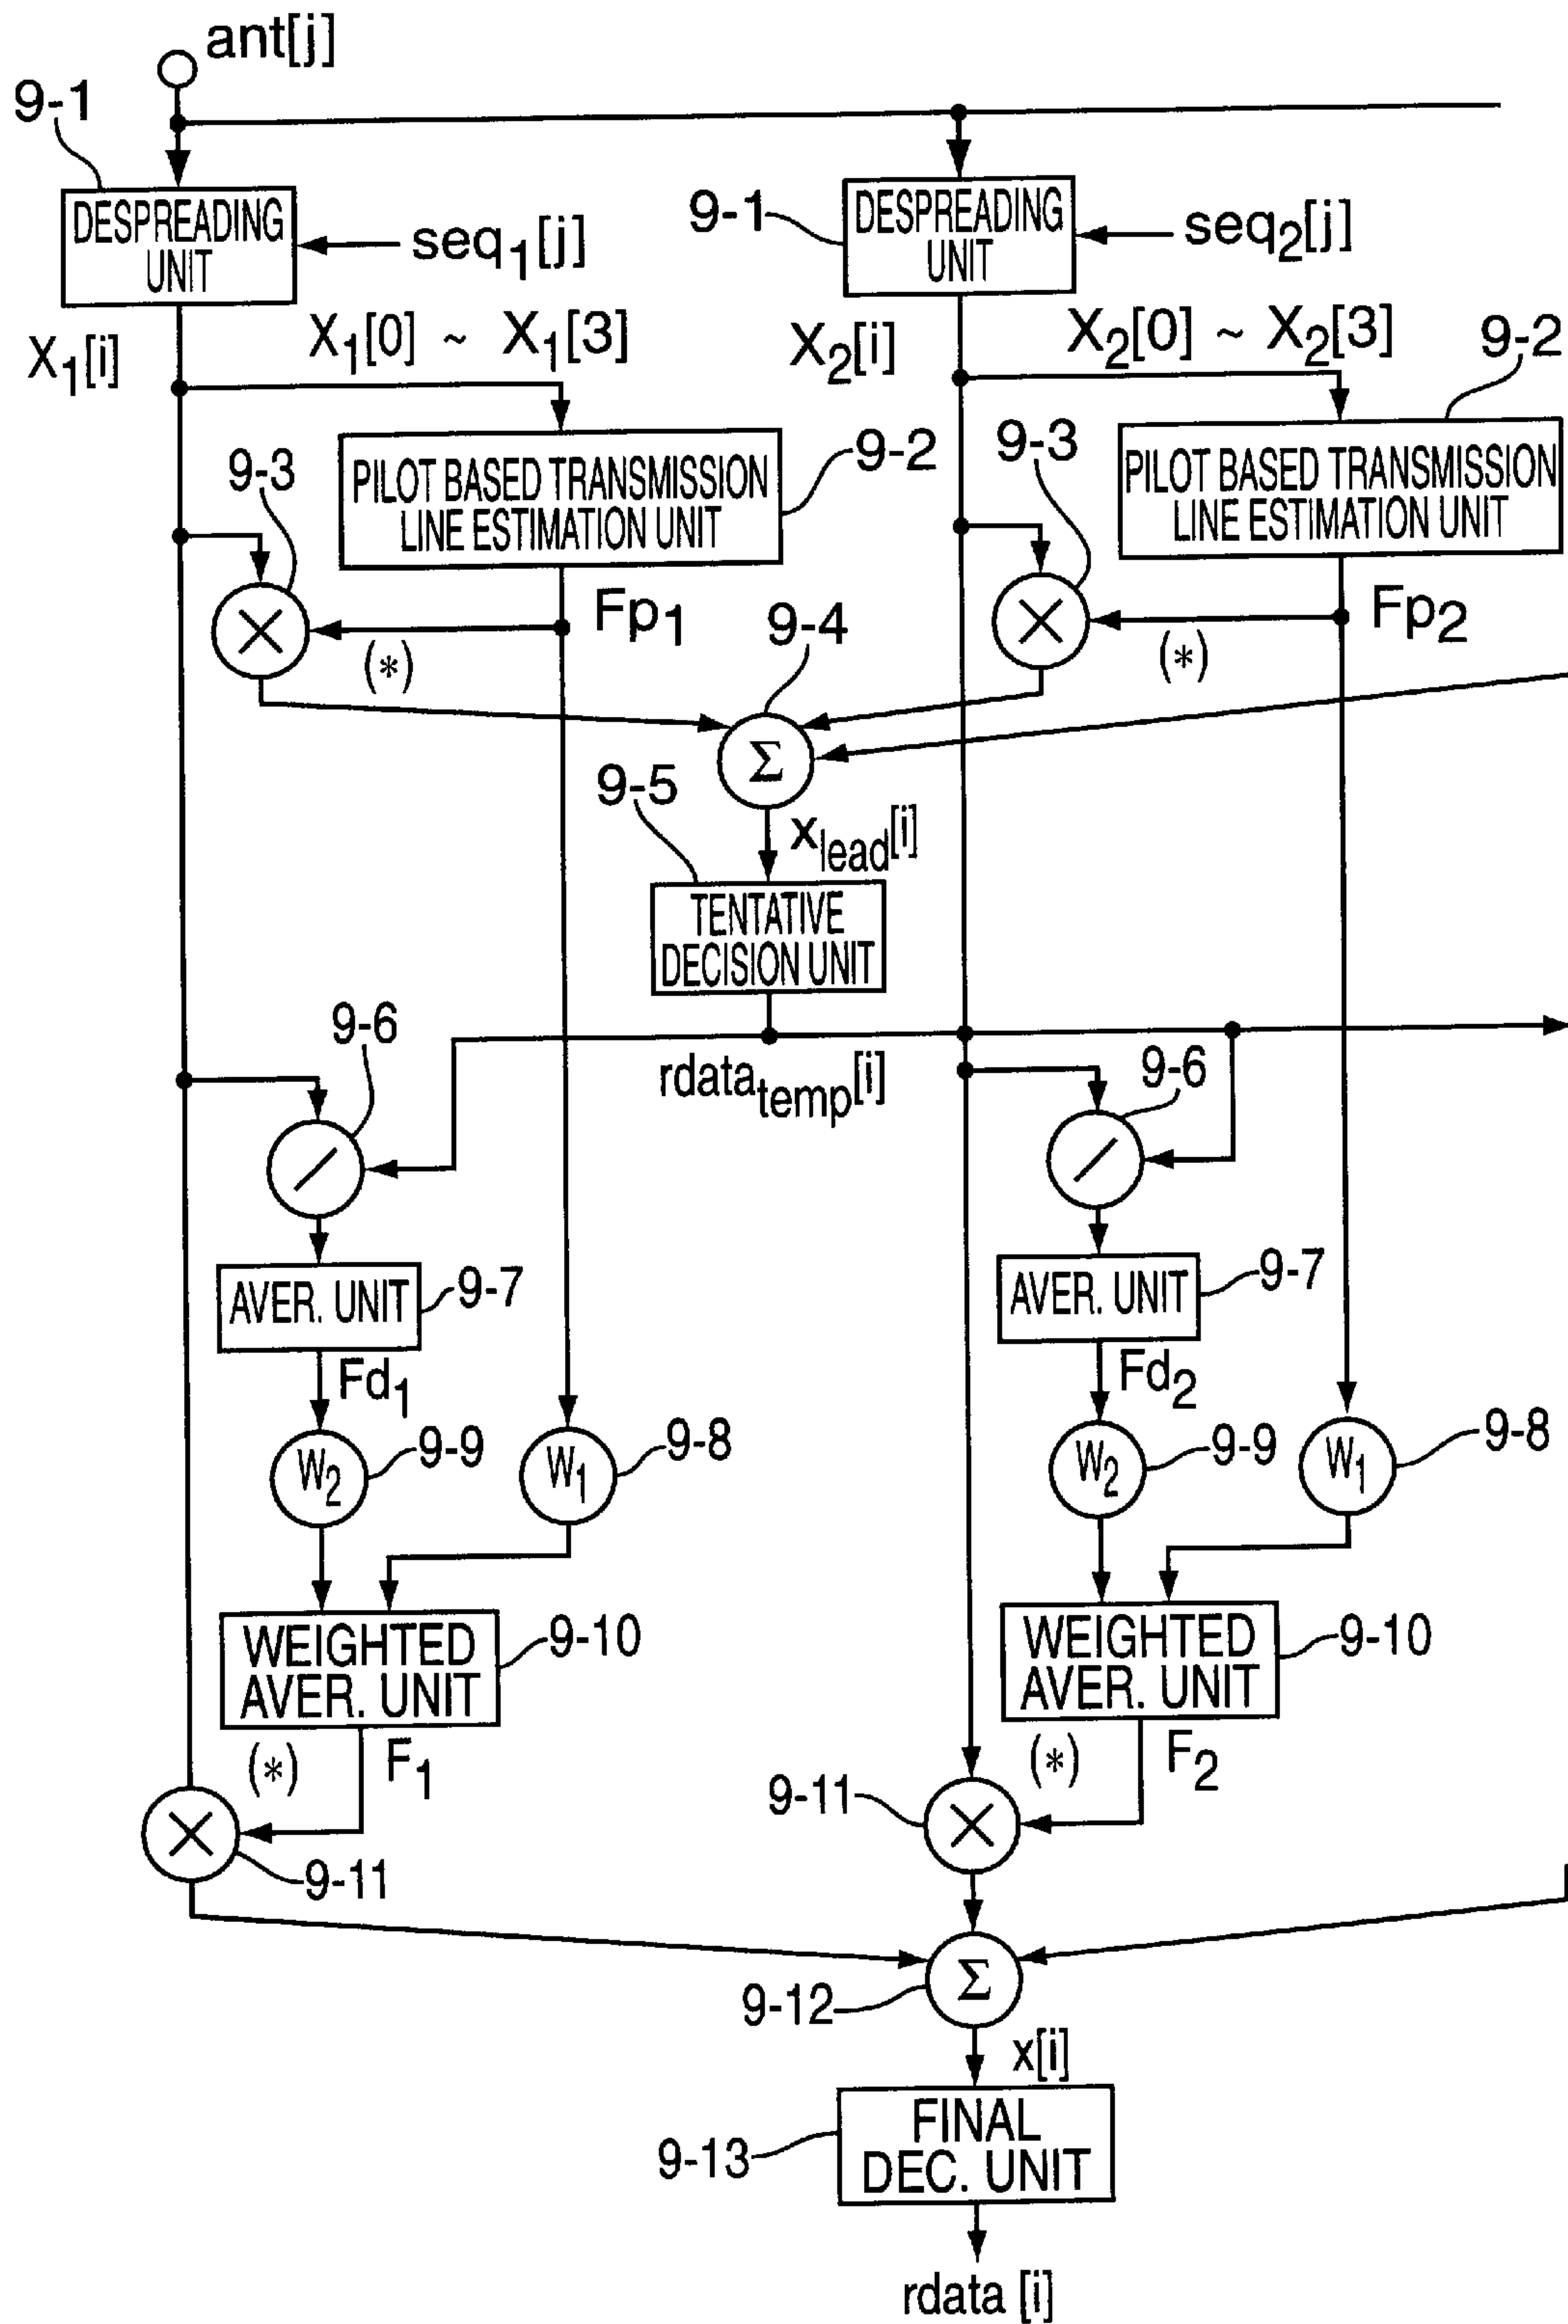 ant[j]
9-1
DESPREADING
UNIT
seq1[j]
9-1
DESPREADING
UNIT
seq2[j]
X1[i]
X1[0] ~ X1[3]
X2[i]
X2[0] ~ X2[3]
9-2
9-3
PILOT BASED TRANSMISSION
LINE ESTIMATION UNIT
9-2
9-3
PILOT BASED TRANSMISSION
LINE ESTIMATION UNIT
×
(*)
Fp1
9-4
×
(*)
Fp2
Σ
9-5
xlead[i]
TENTATIVE
DECISION UNIT
9-6
rdatatemp[i]
9-6
/
/
AVER. UNIT
9-7
AVER. UNIT
9-7
Fd1
Fd2
W2
9-9
W1
9-8
W2
9-9
W1
9-8
WEIGHTED
AVER. UNIT
9-10
WEIGHTED
AVER. UNIT
9-10
(*)
F1
(*)
F2
×
9-11
9-11
×
9-12
Σ
x[i]
9-13
FINAL
DEC. UNIT
rdata [i]